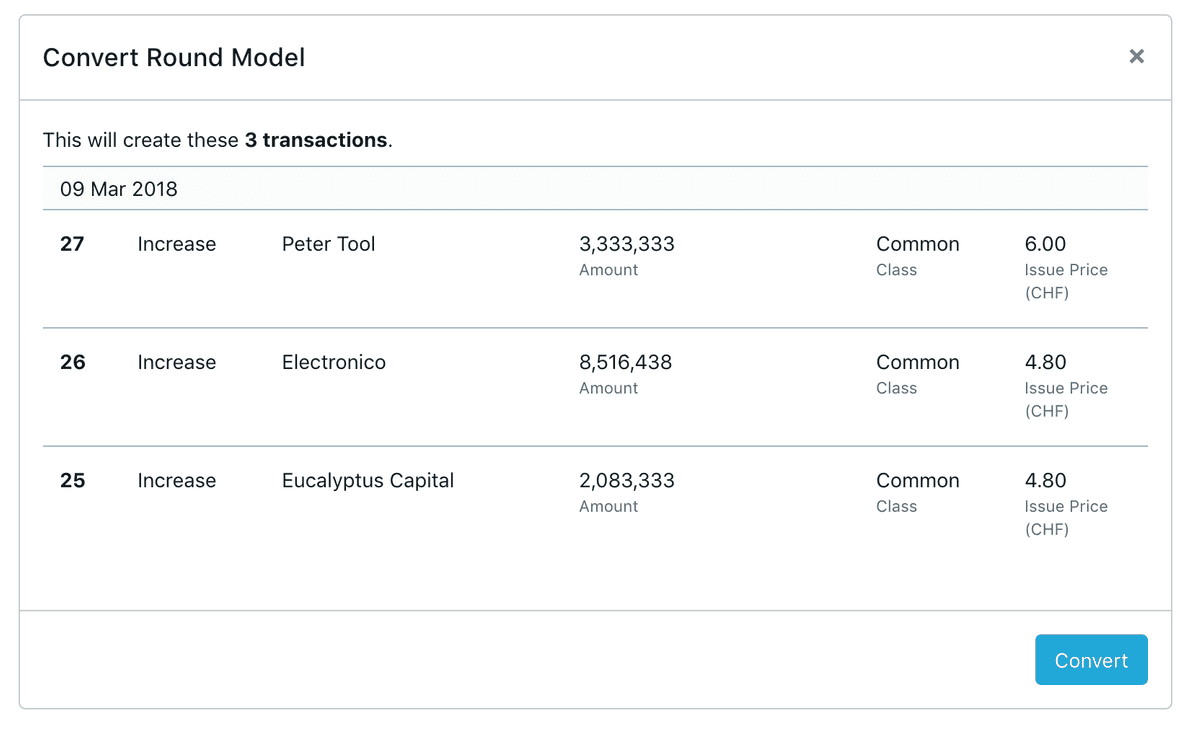 Convert Round Model ×
This will create these 3 transactions.
09 Mar 2018
27 Increase Peter Tool 3,333,333 Common 6.00
Amount Class Issue Price
(CHF)
26 Increase Electronico 8,516,438 Common 4.80
Amount Class Issue Price
(CHF)
25 Increase Eucalyptus Capital 2,083,333 Common 4.80
Amount Class Issue Price
(CHF)
Convert